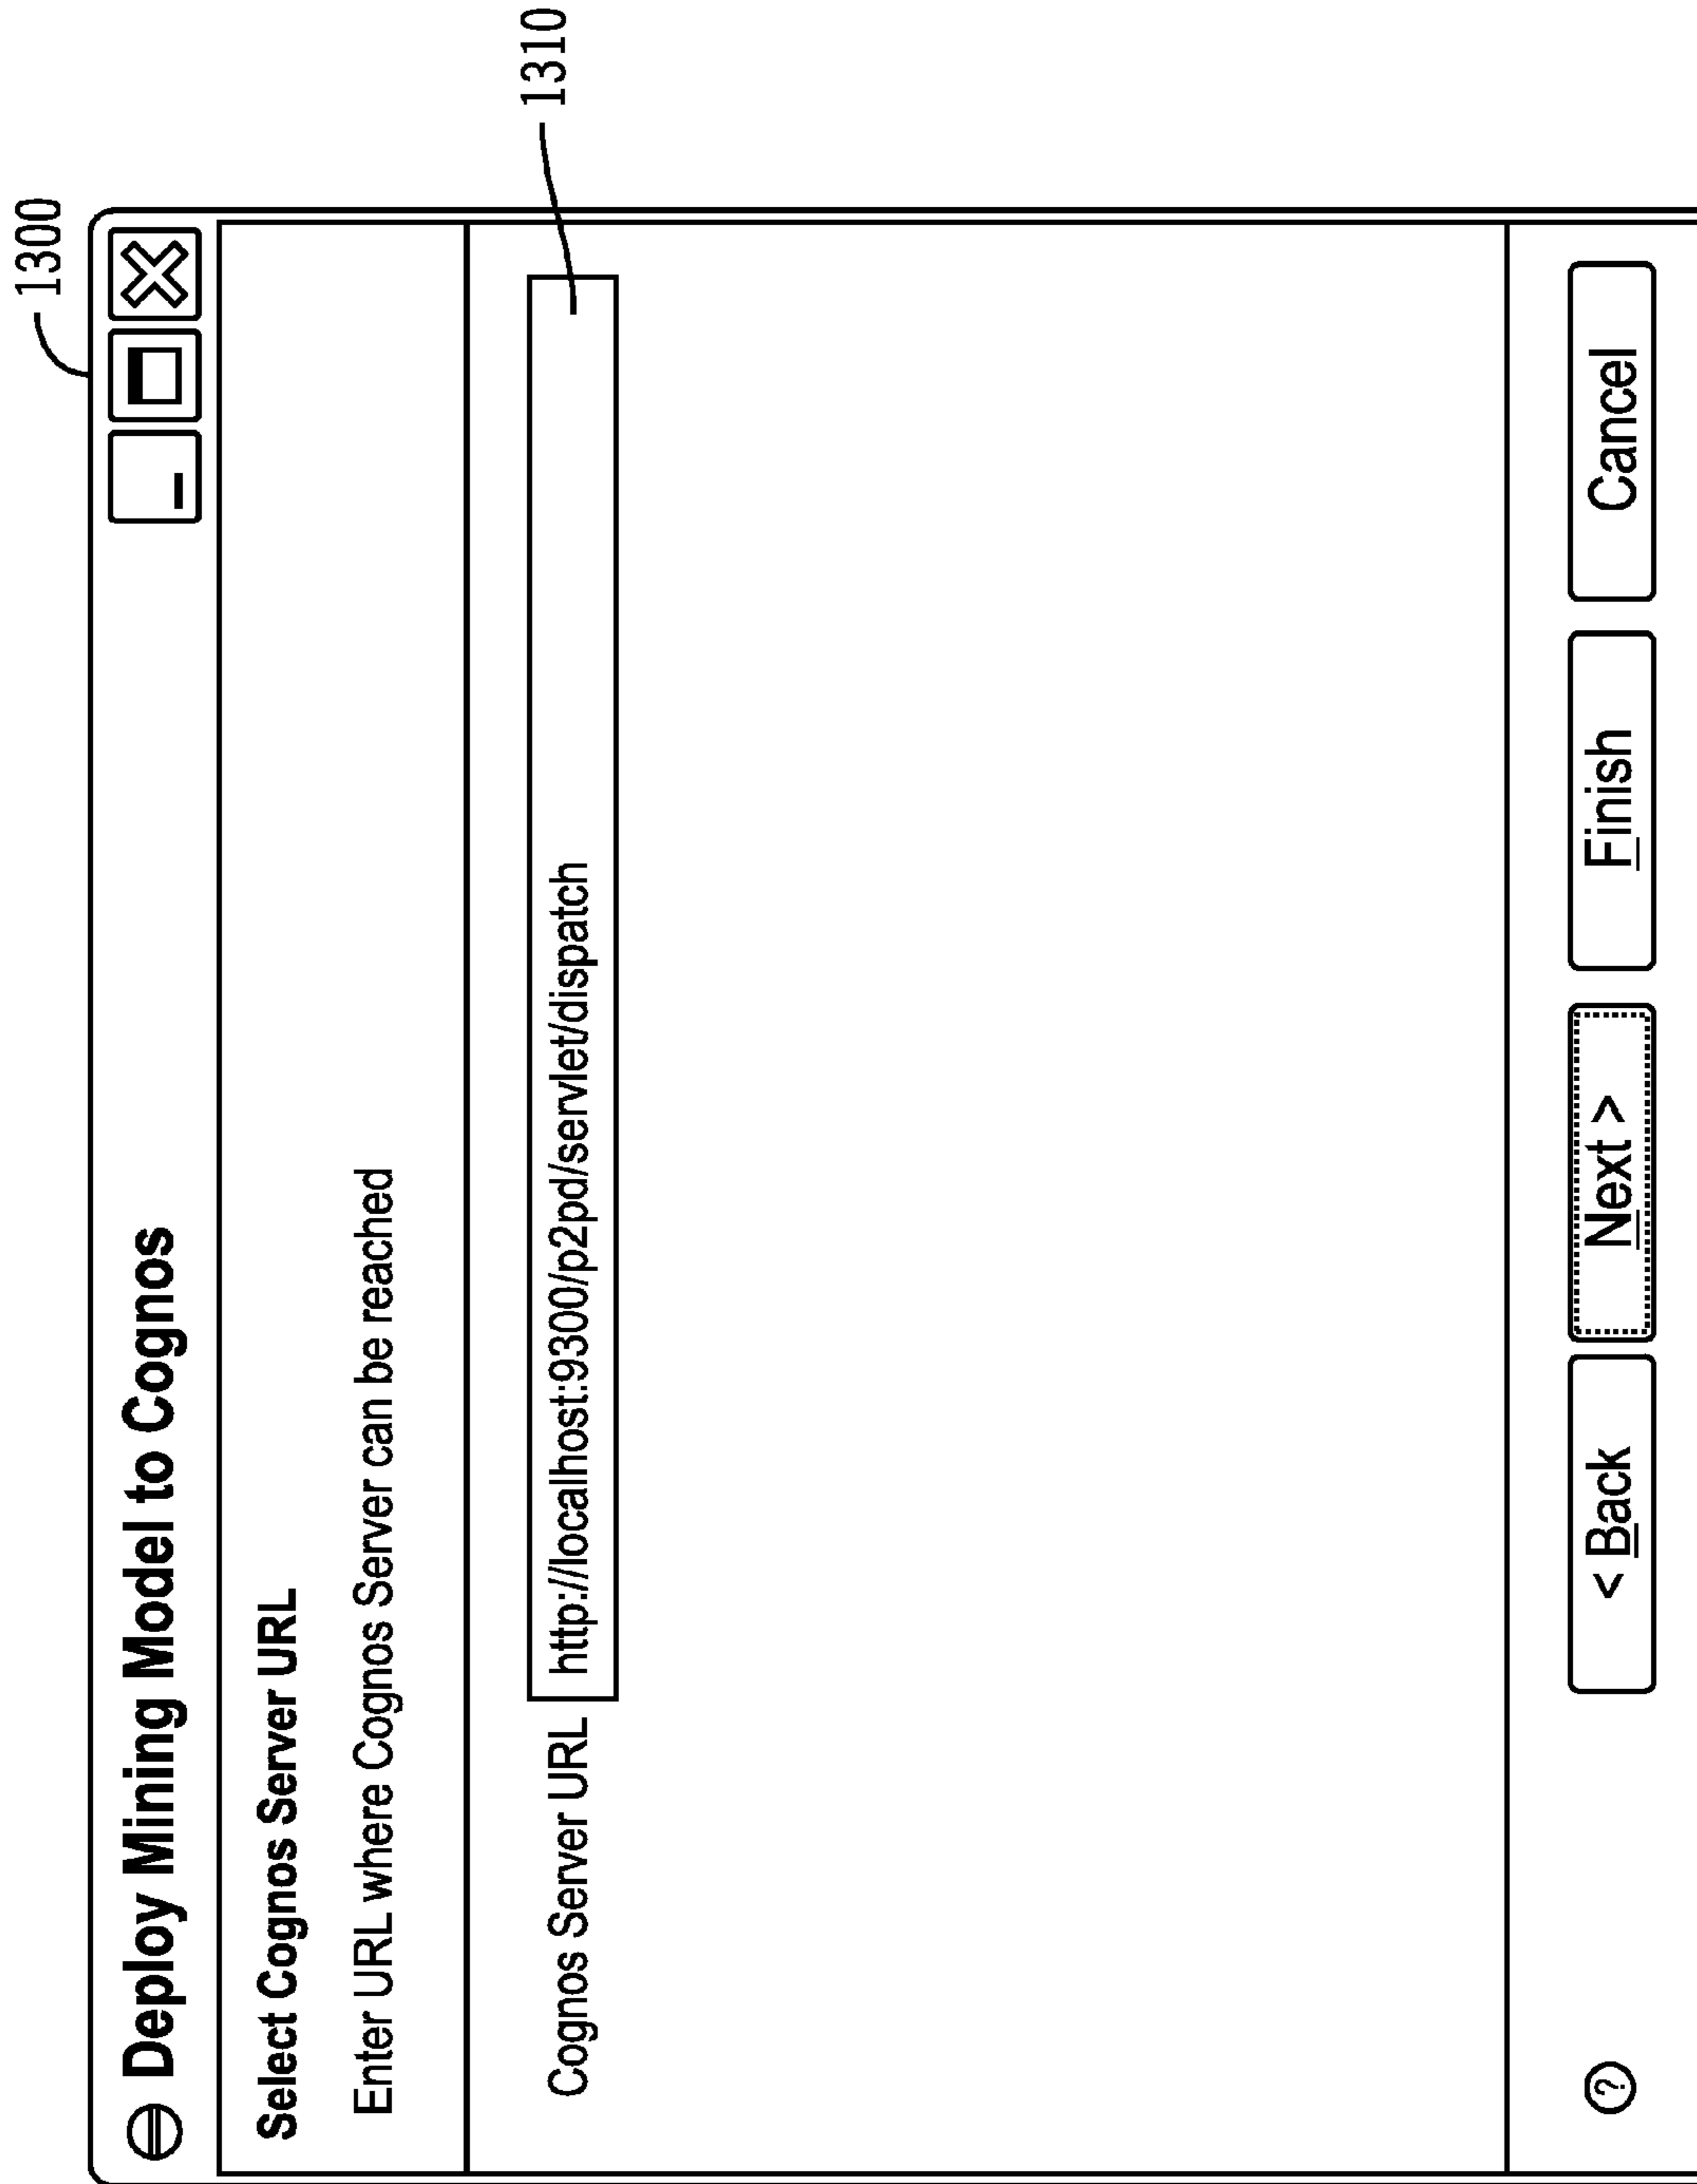 1300
Deploy Mining Model to Cognos
Select Cognos Server URL
Enter URL where Cognos Server can be reached
1310
Cognos Server URL http://localhost:9300/p2pd/servlet/dispatch
? < Back Next > Finish Cancel